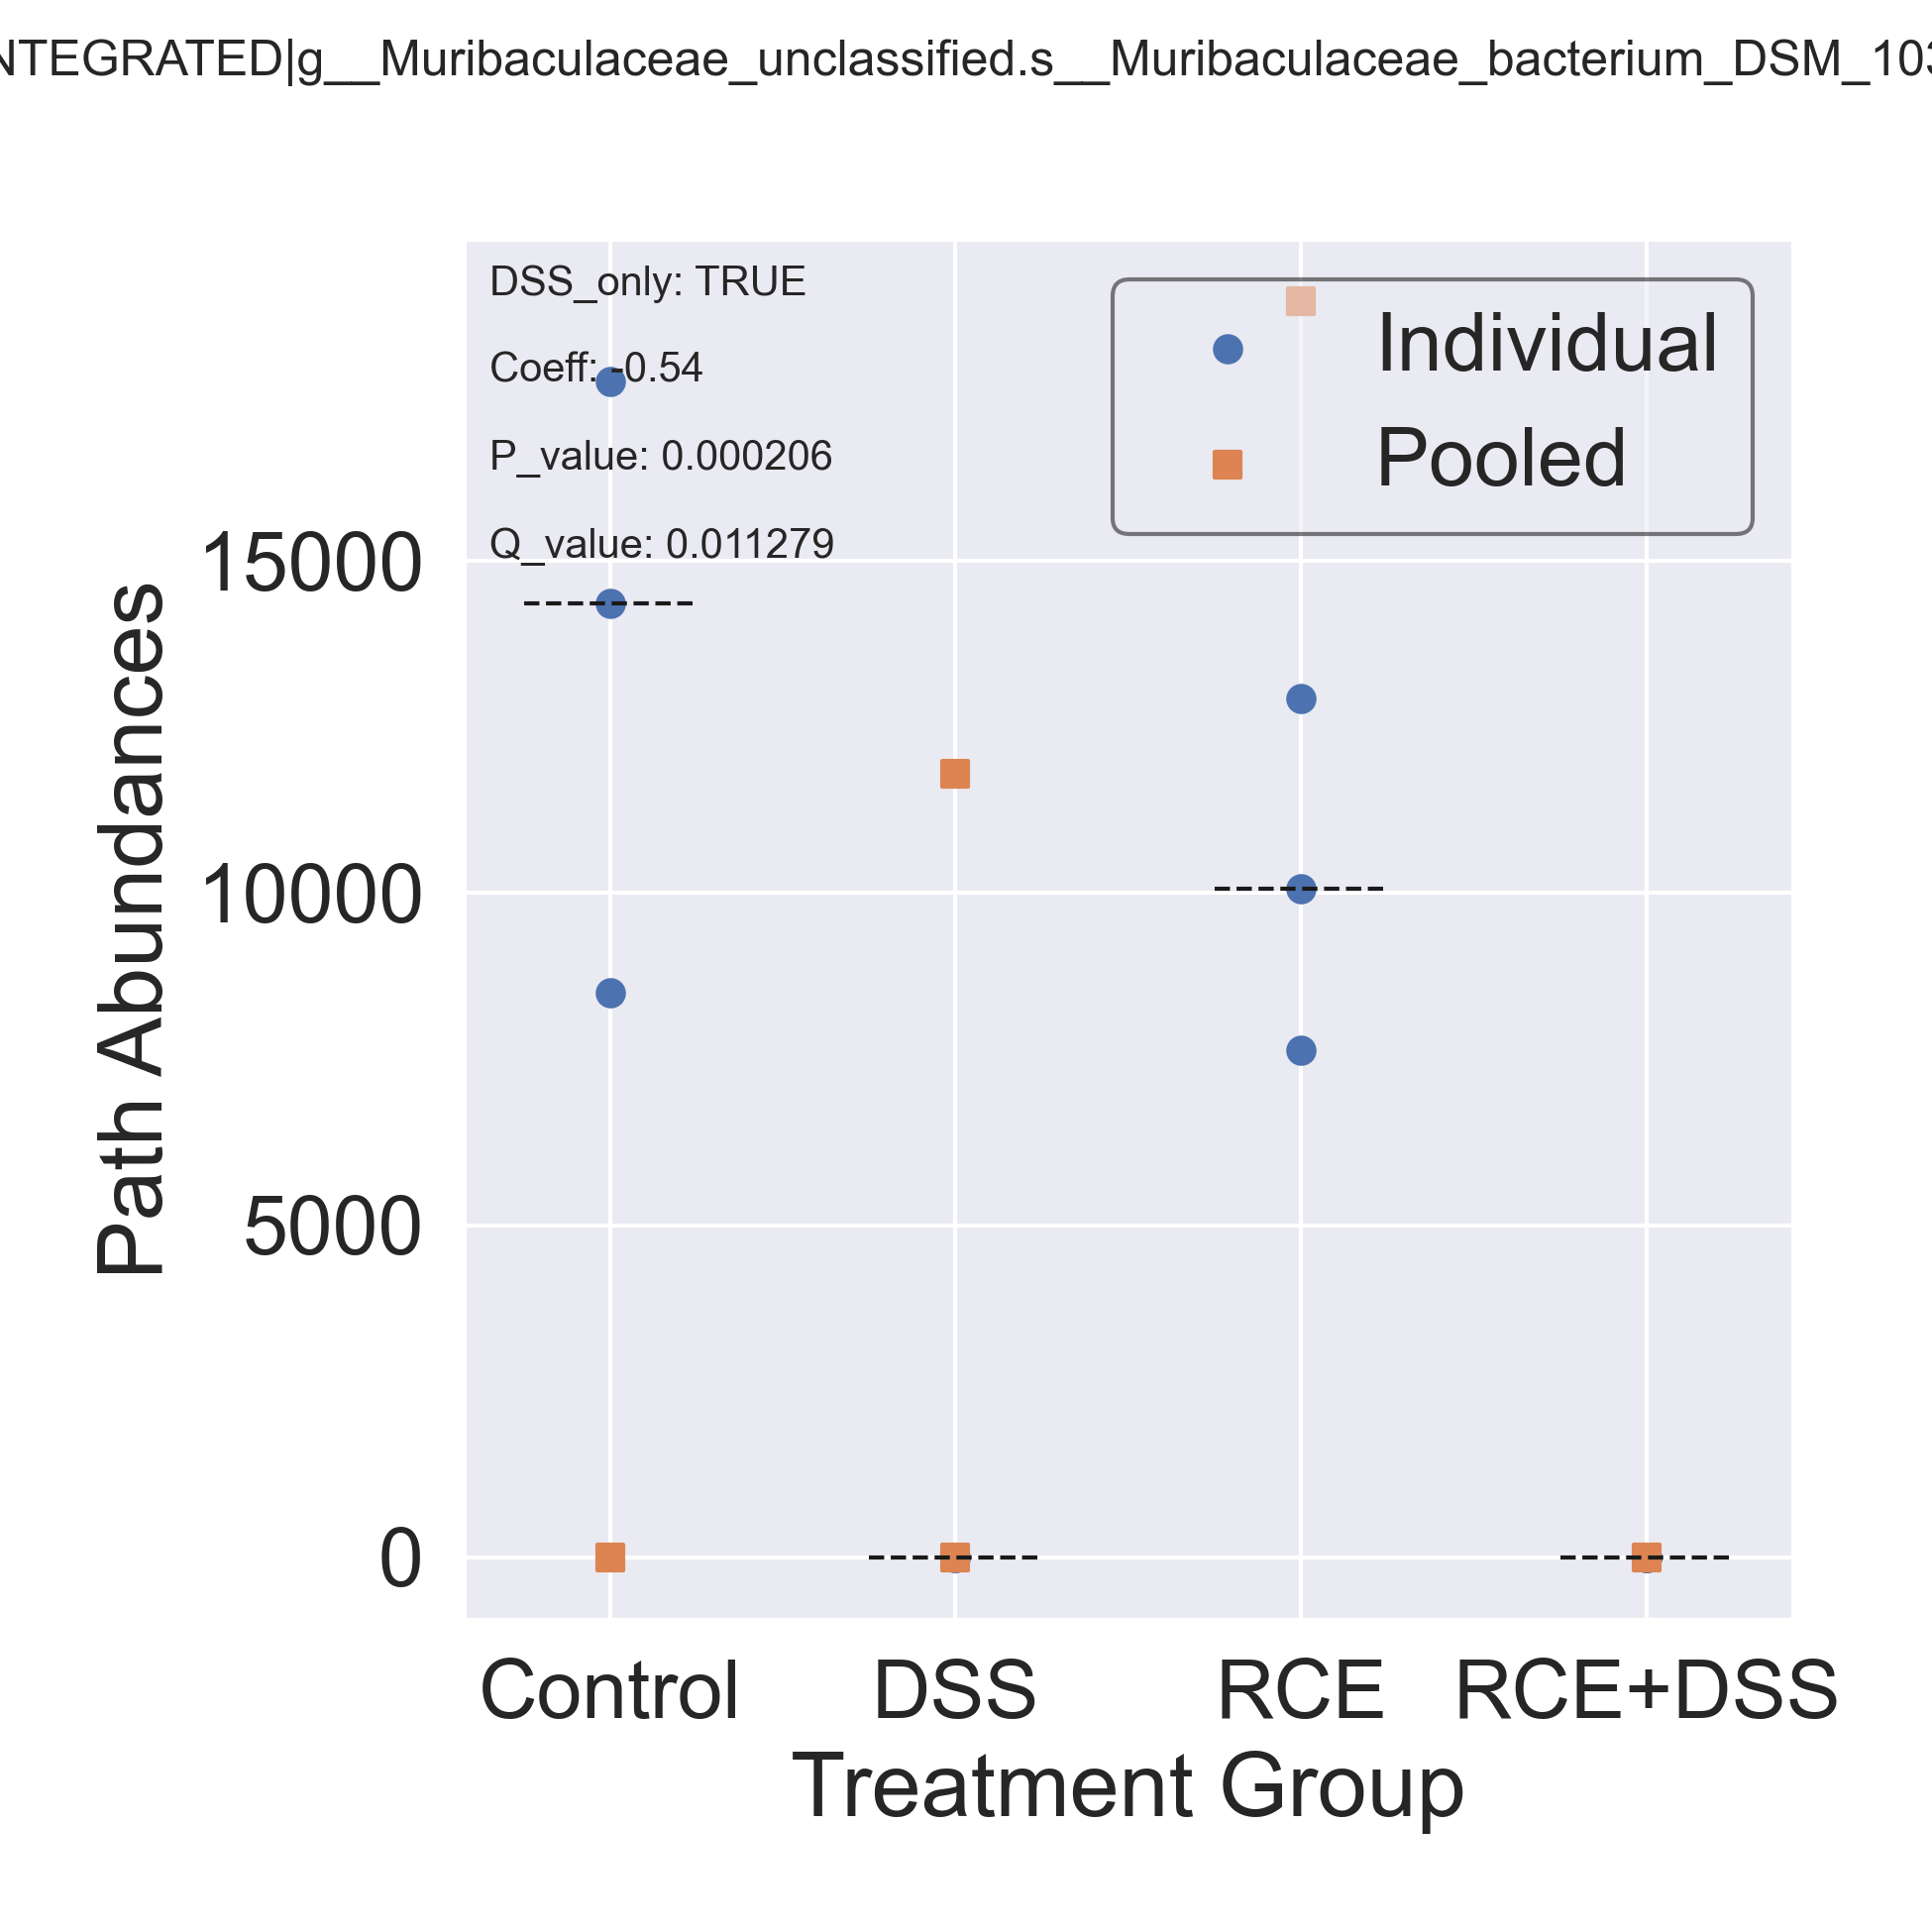 NTEGRATED|g__Muribaculaceae_unclassified.s__Muribaculaceae_bacterium_DSM_103
DSS_only: TRUE
Coeff: -0.54
P_value: 0.000206
Q_value: 0.011279
Individual
Pooled
Path Abundances
15000
10000
5000
0
Control DSS RCE RCE+DSS
Treatment Group